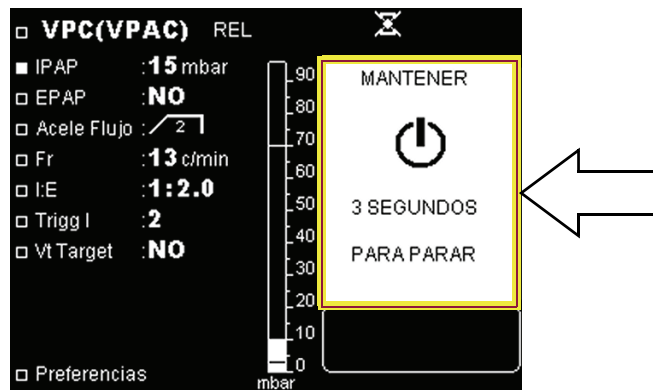 VPC(VPAC) REL
IPAP :15 mbar
EPAP :NO
Acele Flujo : 2
Fr :13 c/min
I:E :1:2.0
Trigg I :2
Vt Target :NO
Preferencias
90
80
70
60
50
40
30
20
10
0
mbar
MANTENER
3 SEGUNDOS
PARA PARAR